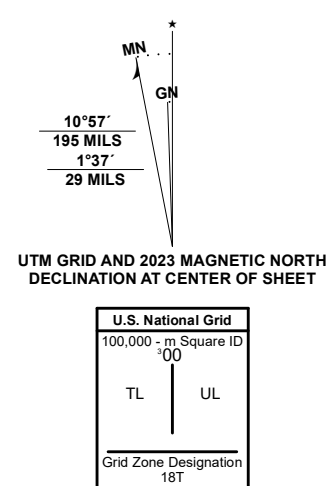 MN
GN
10°57´
195 MILS
1°37´
29 MILS
UTM GRID AND 2023 MAGNETIC NORTH
DECLINATION AT CENTER OF SHEET
U.S. National Grid
100,000 - m Square ID
³00
TL UL
Grid Zone Designation
18T